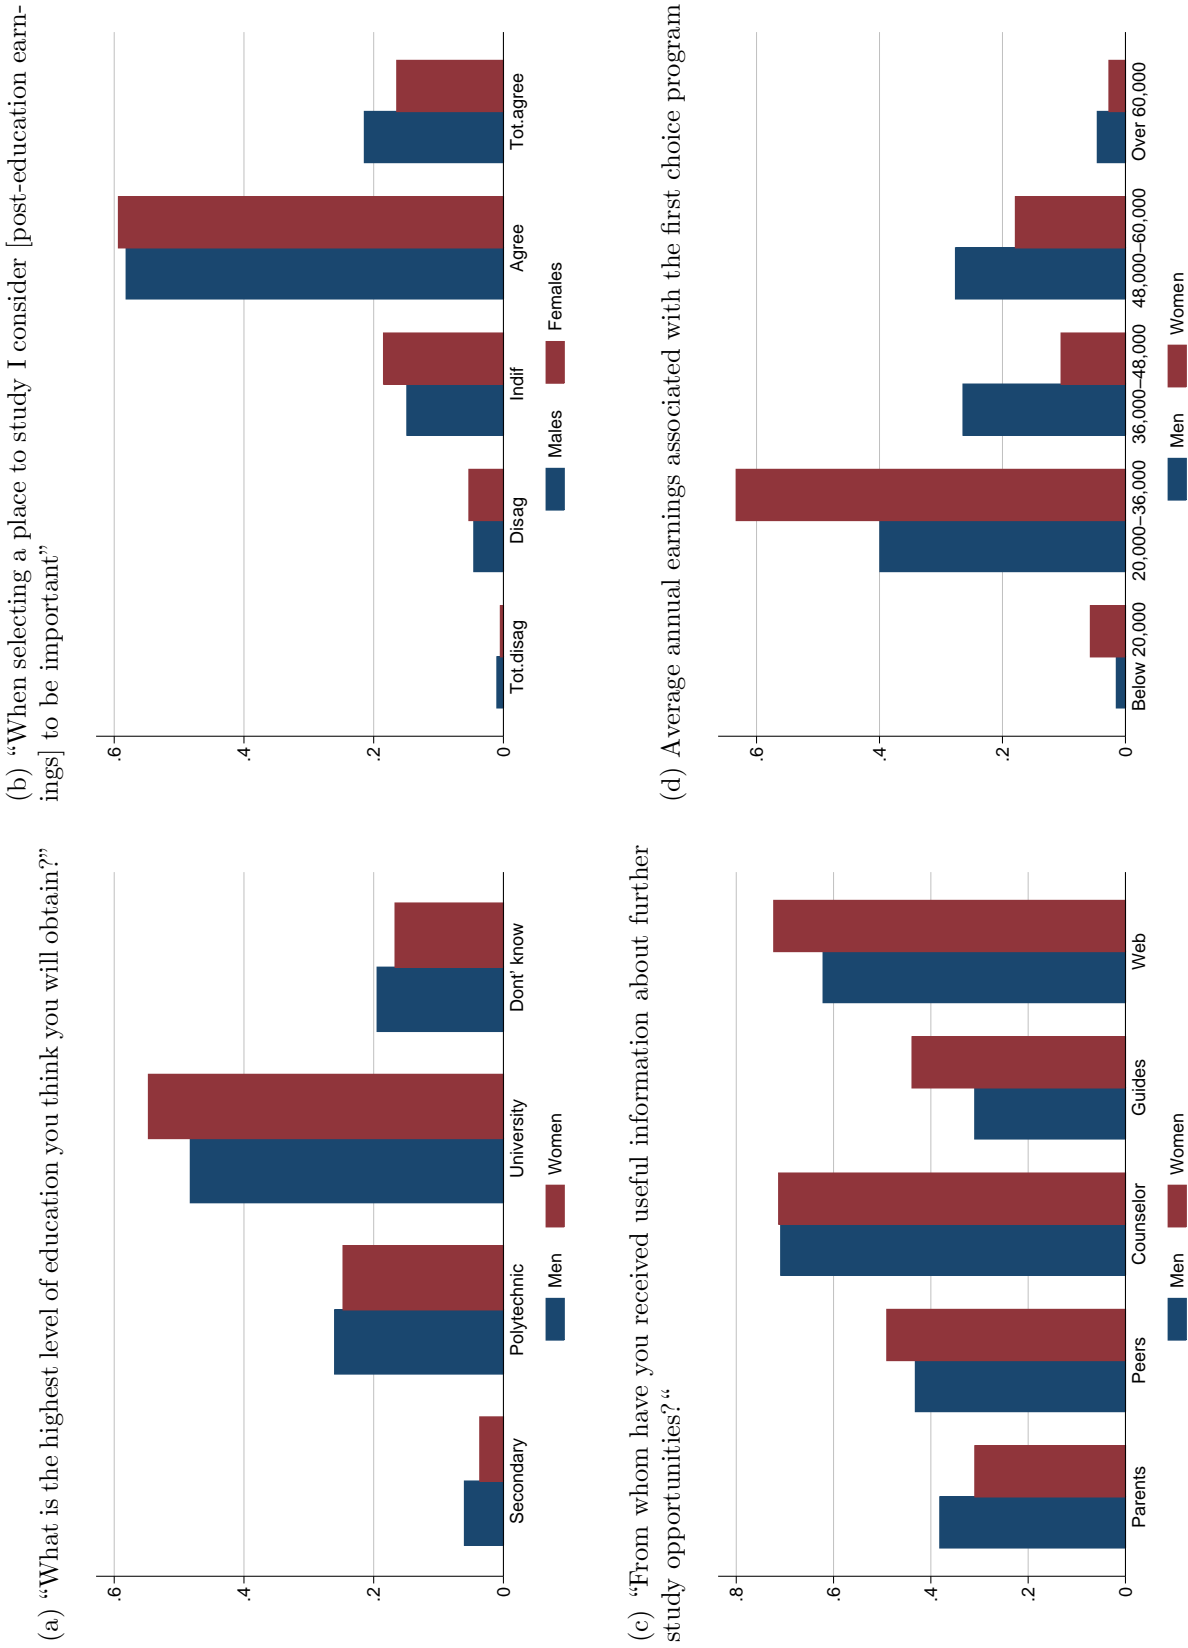 (a) “What is the highest level of education you think you will obtain?”
.6
.4
.2
0
Secondary
Polytechnic
University
Dont' know
Men
Women
(b) “When selecting a place to study I consider [post-education earn-
ings] to be important”
.6
.4
.2
0
Tot.disag
Disag
Indif
Agree
Tot.agree
Males
Females
(c) “From whom have you received useful information about further
study opportunities?“
.8
.6
.4
.2
0
Parents
Peers
Counselor
Guides
Web
Men
Women
(d) Average annual earnings associated with the first choice program
.6
.4
.2
0
Below 20,000
20,000–36,000
36,000–48,000
48,000–60,000
Over 60,000
Men
Women